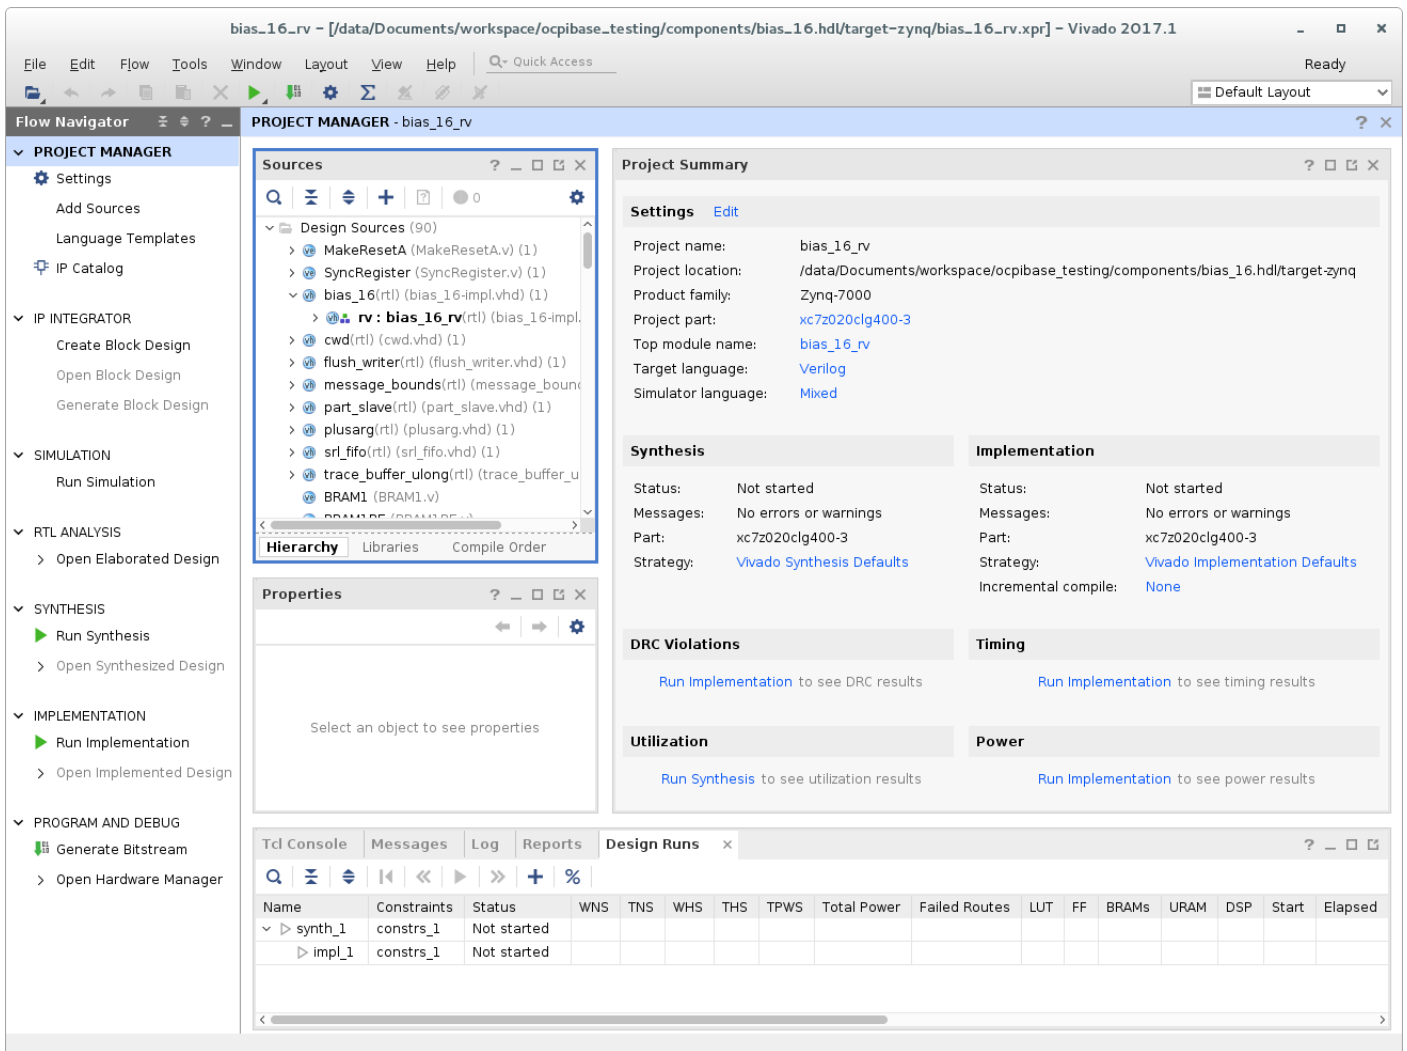 bias_16_rv – [/data/Documents/workspace/ocpibase_testing/components/bias_16.hdl/target-zynq/bias_16_rv.xpr] – Vivado 2017.1
File Edit Flow Tools Window Layout View Help Quick Access Ready
Default Layout
Flow Navigator
PROJECT MANAGER
Settings
Add Sources
Language Templates
IP Catalog
IP INTEGRATOR
Create Block Design
Open Block Design
Generate Block Design
SIMULATION
Run Simulation
RTL ANALYSIS
Open Elaborated Design
SYNTHESIS
Run Synthesis
Open Synthesized Design
IMPLEMENTATION
Run Implementation
Open Implemented Design
PROGRAM AND DEBUG
Generate Bitstream
Open Hardware Manager
PROJECT MANAGER - bias_16_rv
Sources
0
Design Sources (90)
MakeResetA (MakeResetA.v) (1)
SyncRegister (SyncRegister.v) (1)
bias_16(rtl) (bias_16-impl.vhd) (1)
rv : bias_16_rv(rtl) (bias_16-impl.
cwd(rtl) (cwd.vhd) (1)
flush_writer(rtl) (flush_writer.vhd) (1)
message_bounds(rtl) (message_bound
part_slave(rtl) (part_slave.vhd) (1)
plusarg(rtl) (plusarg.vhd) (1)
srl_fifo(rtl) (srl_fifo.vhd) (1)
trace_buffer_ulong(rtl) (trace_buffer_u
BRAM1 (BRAM1.v)
Hierarchy Libraries Compile Order
Properties
Select an object to see properties
Project Summary
Settings Edit
Project name: bias_16_rv
Project location: /data/Documents/workspace/ocpibase_testing/components/bias_16.hdl/target-zynq
Product family: Zynq-7000
Project part: xc7z020clg400-3
Top module name: bias_16_rv
Target language: Verilog
Simulator language: Mixed
Synthesis
Status: Not started
Messages: No errors or warnings
Part: xc7z020clg400-3
Strategy: Vivado Synthesis Defaults
Implementation
Status: Not started
Messages: No errors or warnings
Part: xc7z020clg400-3
Strategy: Vivado Implementation Defaults
Incremental compile: None
DRC Violations
Run Implementation to see DRC results
Timing
Run Implementation to see timing results
Utilization
Run Synthesis to see utilization results
Power
Run Implementation to see power results
Tcl Console Messages Log Reports Design Runs
Name Constraints Status WNS TNS WHS THS TPWS Total Power Failed Routes LUT FF BRAMs URAM DSP Start Elapsed
synth_1 constrs_1 Not started
impl_1 constrs_1 Not started